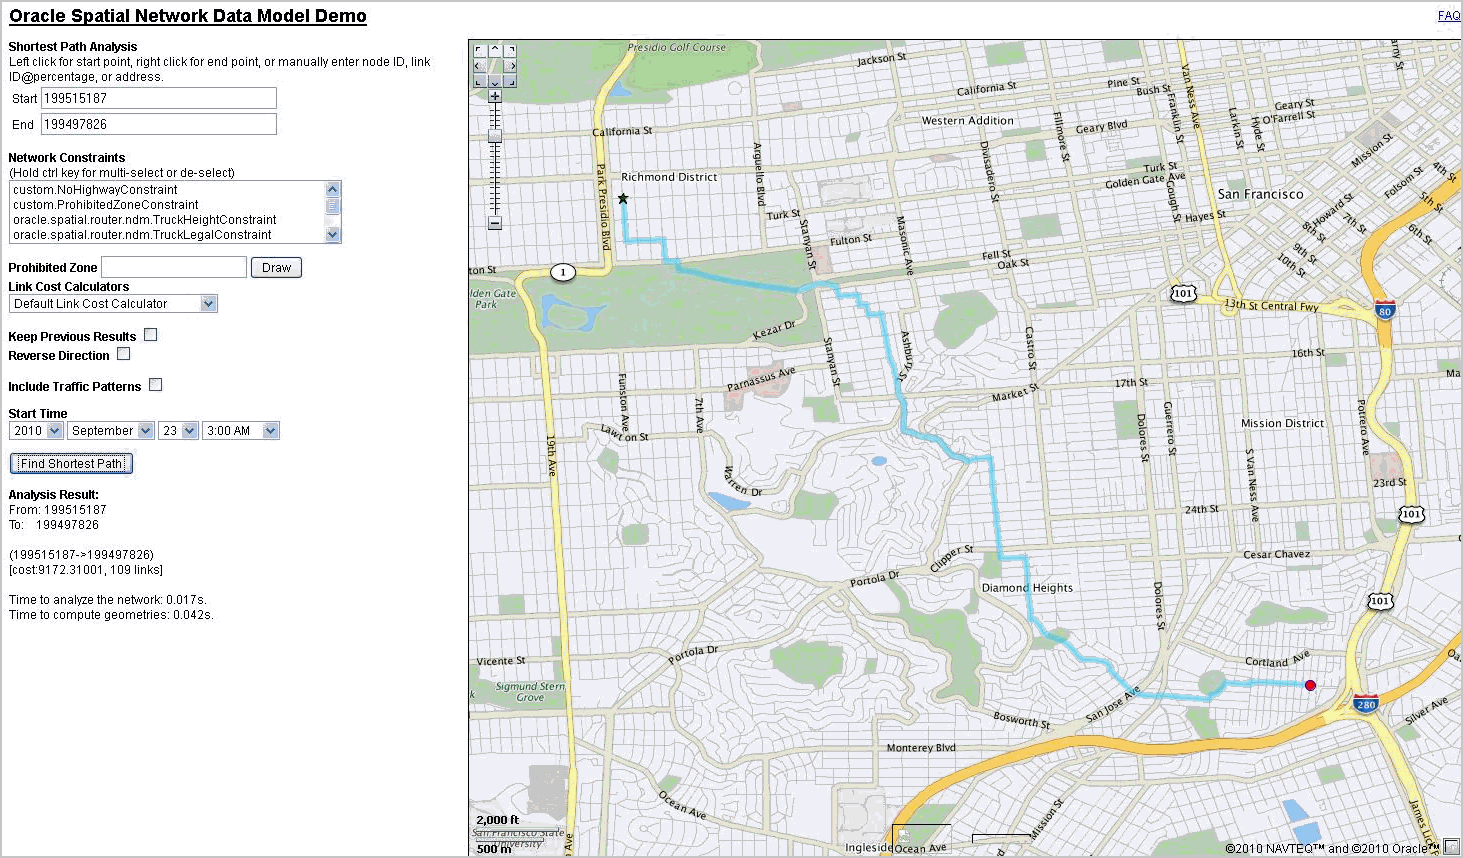 Oracle Spatial Network Data Model Demo
FAQ
Shortest Path Analysis
Left click for start point, right click for end point, or manually enter node ID, link
ID@percentage, or address.
Start 199515187
End 199497826
Network Constraints
(Hold ctrl key for multi-select or de-select)
custom.NoHighwayConstraint
custom.ProhibitedZoneConstraint
oracle.spatial.router.ndm.TruckHeightConstraint
oracle.spatial.router.ndm.TruckLegalConstraint
Prohibited Zone
Draw
Link Cost Calculators
Default Link Cost Calculator
Keep Previous Results
Reverse Direction
Include Traffic Patterns
Start Time
2010 September 23 3:00 AM
Find Shortest Path
Analysis Result:
From: 199515187
To: 199497826
(199515187->199497826)
[cost:9172.31001, 109 links]
Time to analyze the network: 0.017s.
Time to compute geometries: 0.042s.
Presidio Golf Course
Jackson St
California St
Pine St
Bush St
Van Ness Ave
Franklin St
Larkin St
Hyde St
Geary St
O'Farrell St
Western Addition
Geary Blvd
Fillmore St
California St
Arguello Blvd
Divisadero St
Mission St
4th St
Park Presidio Blvd
Richmond District
Turk St
Golden Gate Ave
Gough St
San Francisco
Folsom St
5th St
Howard St
7th St
6th St
8th St
9th St
10th St
Hayes St
Turk St
Stanyan St
Masonic Ave
Fulton St
Fell St
Oak St
ton St
1
lden Gate
Park
101
13th St Central Fwy
80
Kezar Dr
Stanyan St
Ashbury St
Castro St
16th St
Ma
Parnassus Ave
17th St
Market St
Funston Ave
7th Ave
Dolores St
Guerrero St
Mission District
Potrero Ave
Lawton St
19th Ave
S Van Ness Ave
Warren Dr
23rd St
24th St
101
Clipper St
Cesar Chavez
Portola Dr
Diamond Heights
Dolores St
101
Portola Dr
Vicente St
Cortland Ave
Oa
Sigmund Stern
Grove
San Jose Ave
280
Silver Ave
Bosworth St
Monterey Blvd
Ocean Ave
Mission St
James Lic
2,000 ft
San Francisco State
University
500 m
Ingleside
Ocean Ave
©2010 NAVTEQ™ and ©2010 Oracle™